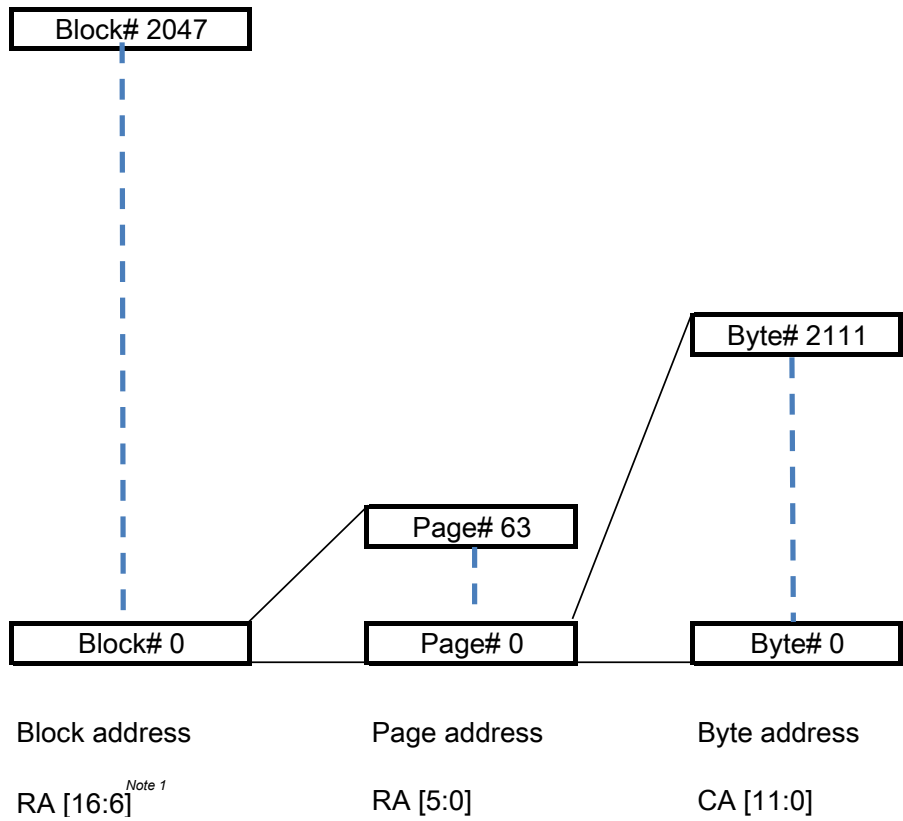 Block# 2047
Byte# 2111
Page# 63
Block# 0
Page# 0
Byte# 0
Block address
Page address
Byte address
RA [16:6] Note 1
RA [5:0]
CA [11:0]